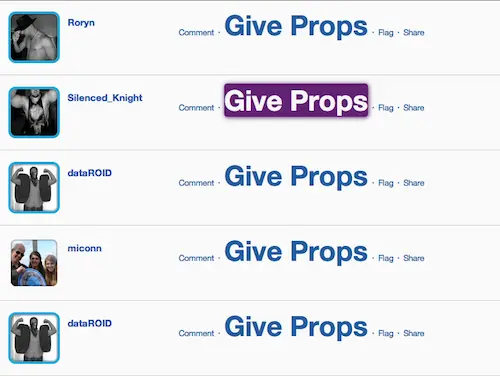 Roryn
Comment · Give Props · Flag · Share
Silenced_Knight
Comment · Give Props · Flag · Share
dataROID
Comment · Give Props · Flag · Share
miconn
Comment · Give Props · Flag · Share
dataROID
Comment · Give Props · Flag · Share